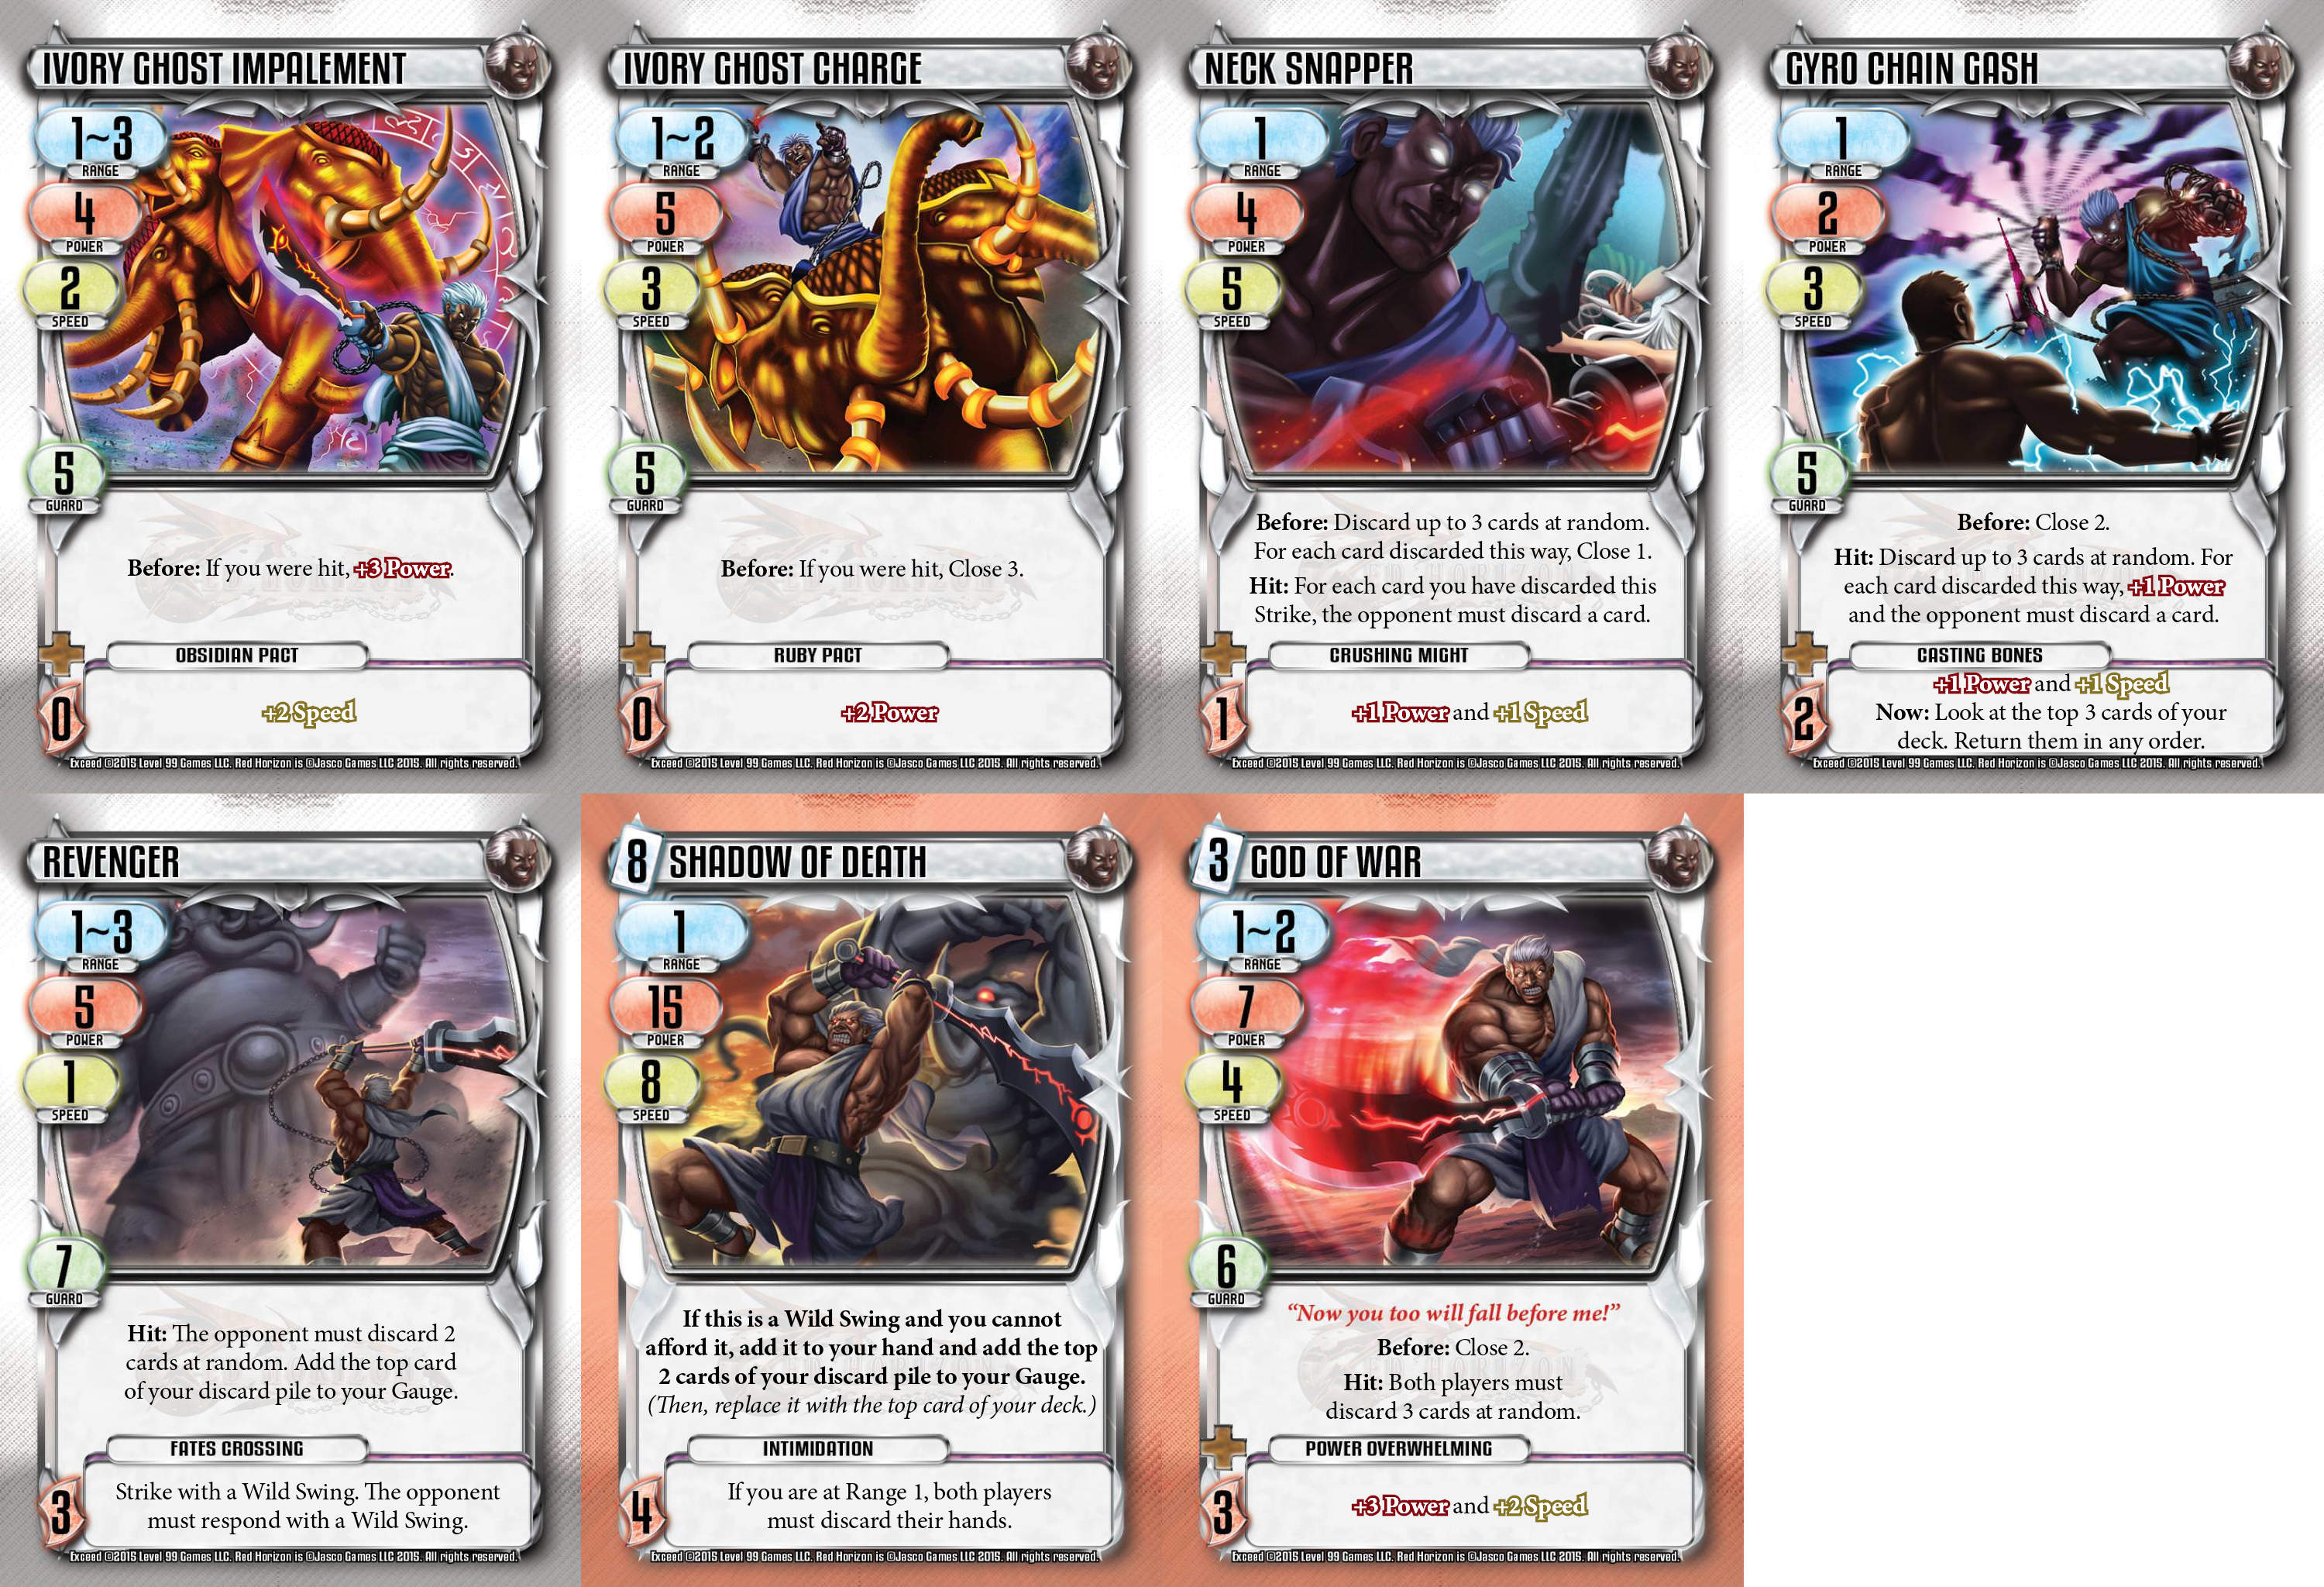 IVORY GHOST IMPALEMENT
1~3
RANGE
4
POWER
2
SPEED
5
GUARD
Before: If you were hit, +3 Power.
OBSIDIAN PACT
0
+2 Speed
Exceed ©2015 Level 99 Games LLC. Red Horizon is ©Jasco Games LLC 2015. All rights reserved.
IVORY GHOST CHARGE
1~2
RANGE
5
POWER
3
SPEED
5
GUARD
Before: If you were hit, Close 3.
RUBY PACT
0
+2 Power
Exceed ©2015 Level 99 Games LLC. Red Horizon is ©Jasco Games LLC 2015. All rights reserved.
NECK SNAPPER
1
RANGE
4
POWER
5
SPEED
Before: Discard up to 3 cards at random.
For each card discarded this way, Close 1.
Hit: For each card you have discarded this
Strike, the opponent must discard a card.
CRUSHING MIGHT
1
+1 Power and +1 Speed
Exceed ©2015 Level 99 Games LLC. Red Horizon is ©Jasco Games LLC 2015. All rights reserved.
GYRO CHAIN GASH
1
RANGE
2
POWER
3
SPEED
5
GUARD
Before: Close 2.
Hit: Discard up to 3 cards at random. For
each card discarded this way, +1 Power
and the opponent must discard a card.
CASTING BONES
2
+1 Power and +1 Speed
Now: Look at the top 3 cards of your
deck. Return them in any order.
Exceed ©2015 Level 99 Games LLC. Red Horizon is ©Jasco Games LLC 2015. All rights reserved.
REVENGER
1~3
RANGE
5
POWER
1
SPEED
7
GUARD
Hit: The opponent must discard 2
cards at random. Add the top card
of your discard pile to your Gauge.
FATES CROSSING
3
Strike with a Wild Swing. The opponent
must respond with a Wild Swing.
Exceed ©2015 Level 99 Games LLC. Red Horizon is ©Jasco Games LLC 2015. All rights reserved.
8 SHADOW OF DEATH
1
RANGE
15
POWER
8
SPEED
If this is a Wild Swing and you cannot
afford it, add it to your hand and add the top
2 cards of your discard pile to your Gauge.
(Then, replace it with the top card of your deck.)
INTIMIDATION
4
If you are at Range 1, both players
must discard their hands.
Exceed ©2015 Level 99 Games LLC. Red Horizon is ©Jasco Games LLC 2015. All rights reserved.
3 GOD OF WAR
1~2
RANGE
7
POWER
4
SPEED
6
GUARD
“Now you too will fall before me!”
Before: Close 2.
Hit: Both players must
discard 3 cards at random.
POWER OVERWHELMING
3
+3 Power and +2 Speed
Exceed ©2015 Level 99 Games LLC. Red Horizon is ©Jasco Games LLC 2015. All rights reserved.